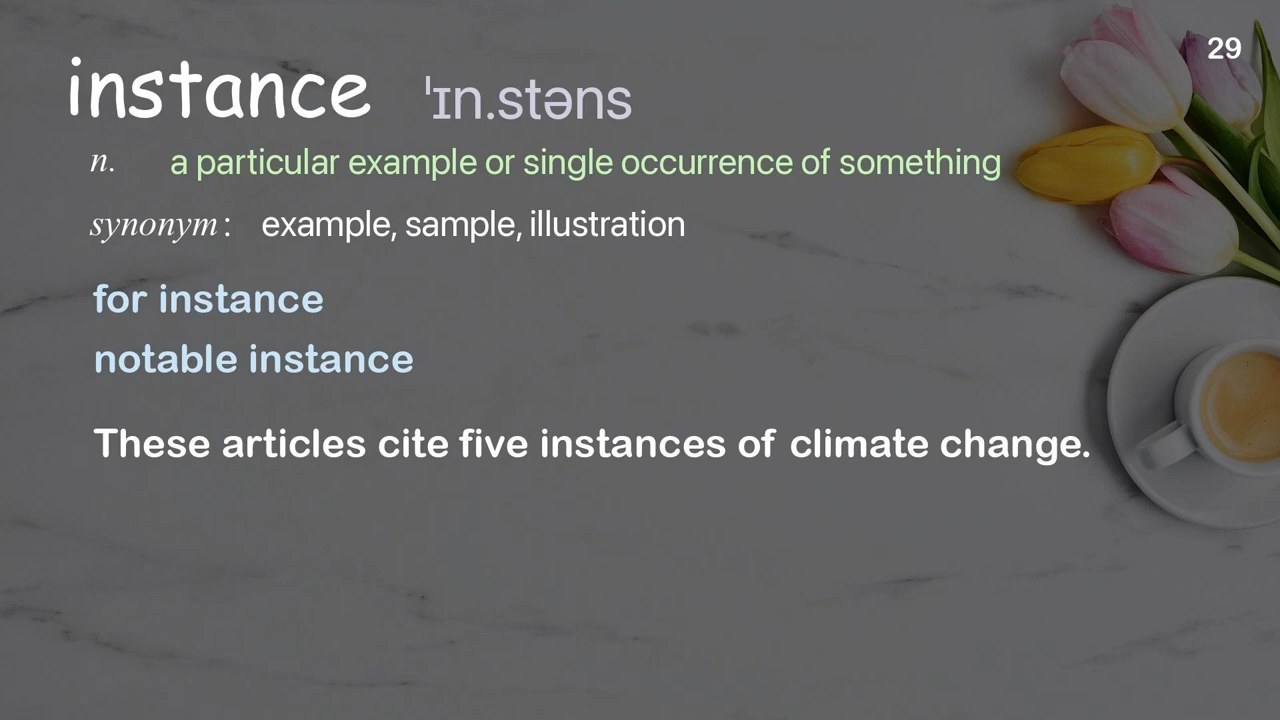 29
instance ˈɪn.stəns
n. a particular example or single occurrence of something
synonym : example, sample, illustration
for instance
notable instance
These articles cite five instances of climate change.